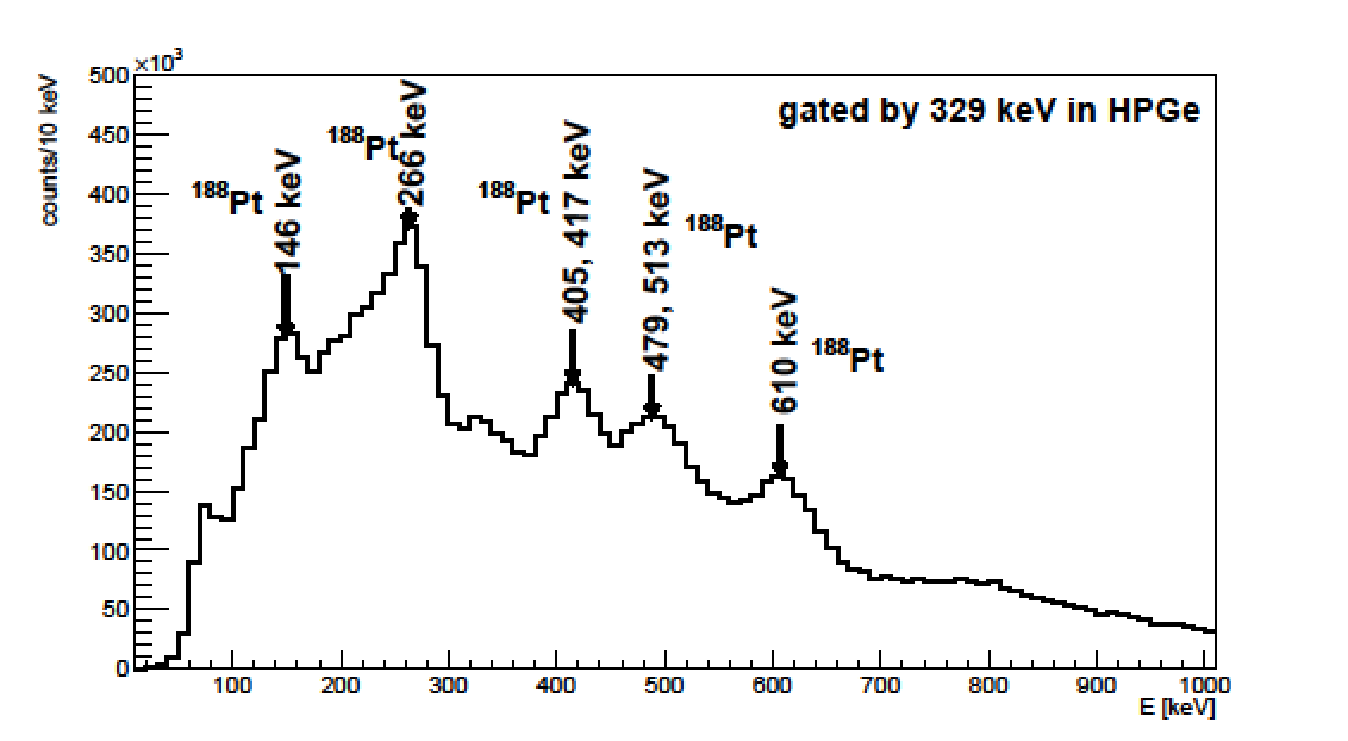 ×10³
counts/10 keV
500
450
400
350
300
250
200
150
100
50
0
gated by 329 keV in HPGe
¹⁸⁸Pt
146 keV
¹⁸⁸Pt
266 keV
¹⁸⁸Pt
405, 417 keV
479, 513 keV
¹⁸⁸Pt
610 keV
¹⁸⁸Pt
100 200 300 400 500 600 700 800 900 1000
E [keV]